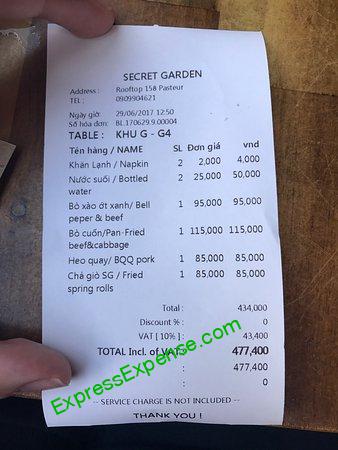 SECRET GARDEN
Address : Rooftop 158 Pasteur
TEL : 0909904621
Ngày giờ: 29/06/2017 12:50
Số hóa đơn: BL.170629.9.00004
TABLE : KHU G - G4
Tên hàng / NAME SL Đơn giá vnd
Khăn Lạnh / Napkin 2 2,000 4,000
Nước suối / Bottled 2 25,000 50,000
water
Bò xào ớt xanh/ Bell 1 95,000 95,000
peper & beef
Bò cuốn/Pan-Fried 1 115,000 115,000
beef&cabbage
Heo quay/ BQQ pork 1 85,000 85,000
Chả giò SG / Fried 1 85,000 85,000
spring rolls
Total : 434,000
Discount % : 0
VAT [ 10% ] : 43,400
TOTAL Incl. of VAT : 477,400
: 477,400
: 0
-- SERVICE CHARGE IS NOT INCLUDED --
THANK YOU !
ExpressExpense.com